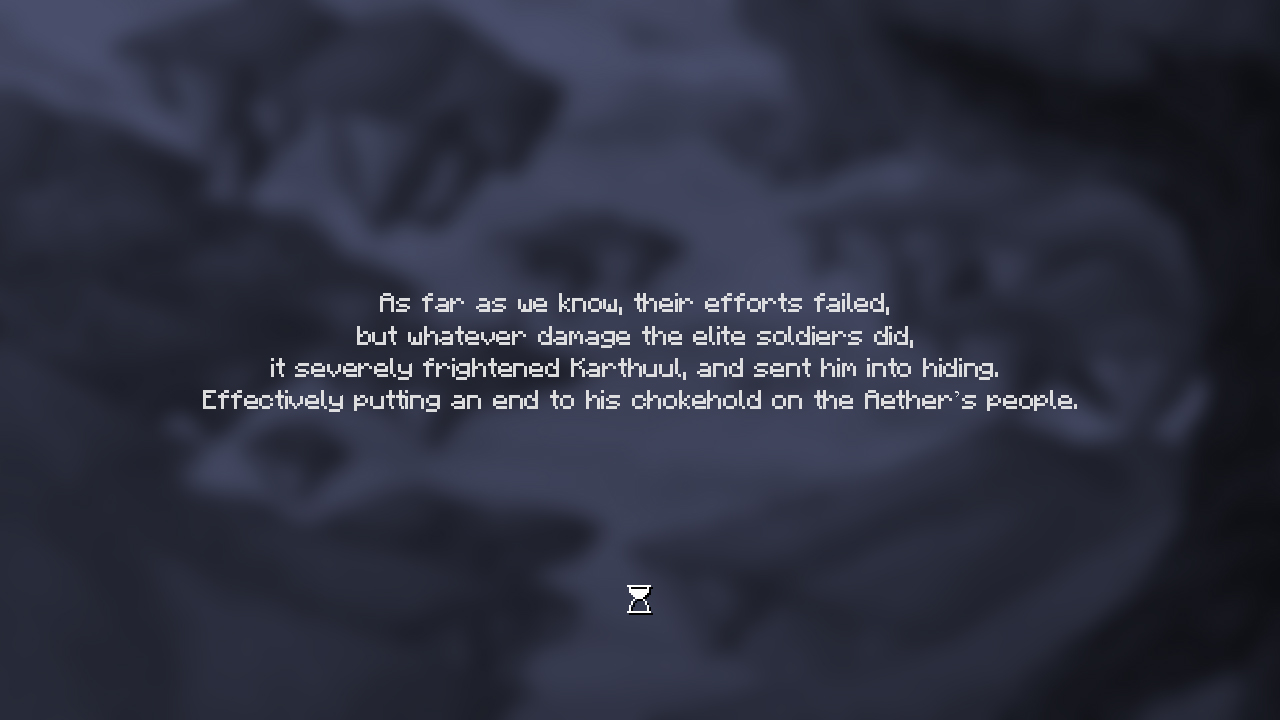 As far as we know, their efforts failed,
but whatever damage the elite soldiers did,
it severely frightened Karthuul, and sent him into hiding.
Effectively putting an end to his chokehold on the Aether's people.